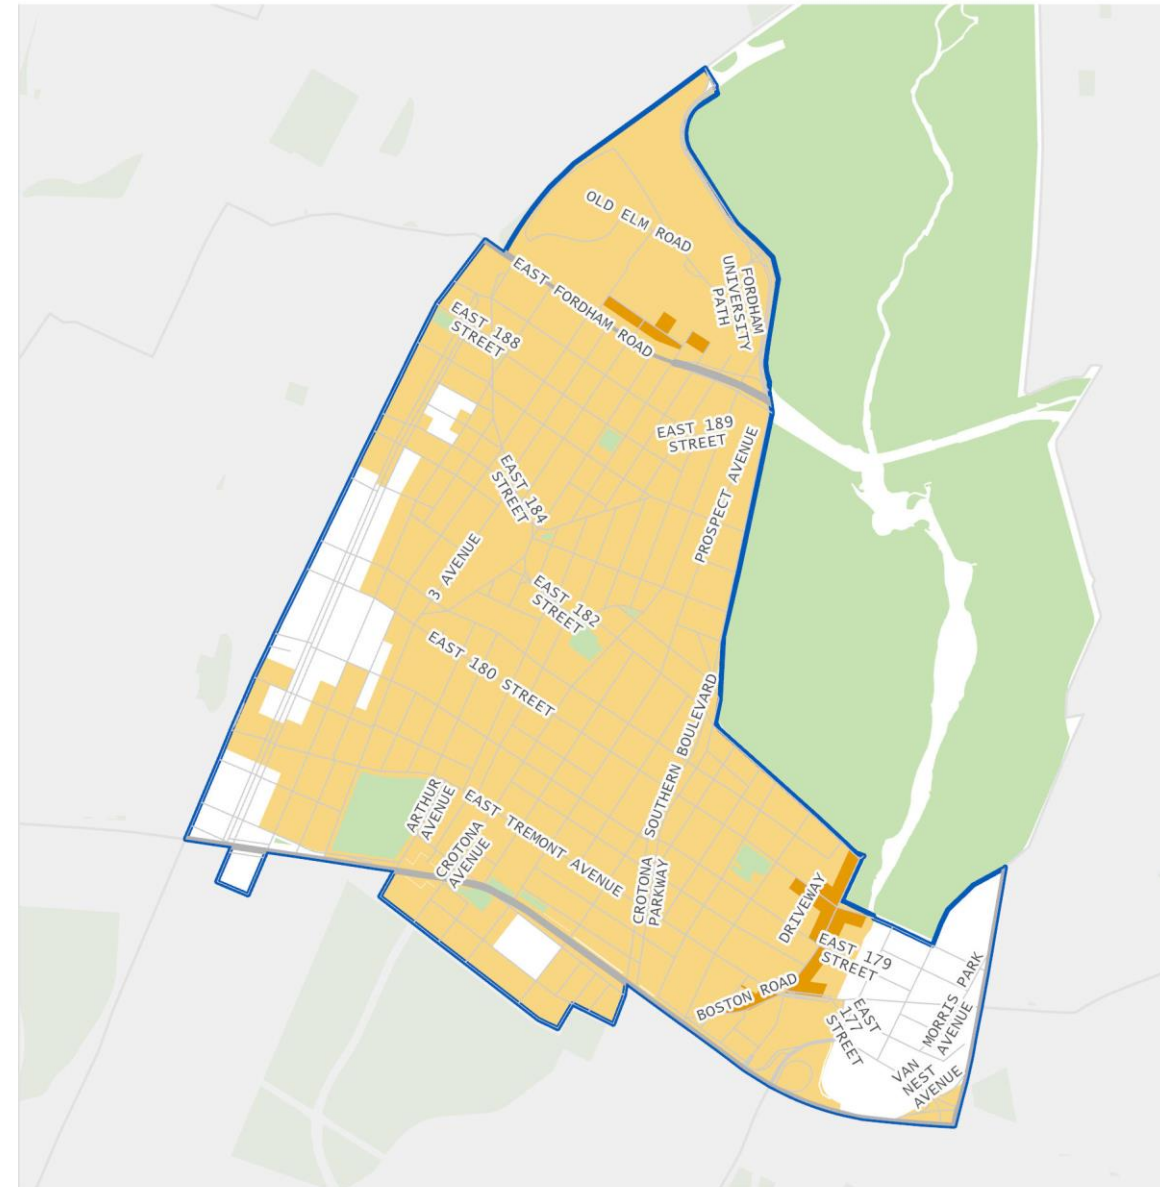 OLD ELM ROAD
FORDHAM
UNIVERSITY
PATH
EAST FORDHAM ROAD
EAST 188
STREET
EAST 189
STREET
PROSPECT AVENUE
EAST 184
STREET
3 AVENUE
EAST 182
STREET
EAST 180 STREET
SOUTHERN BOULEVARD
ARTHUR
AVENUE
EAST TREMONT AVENUE
CROTONA
AVENUE
CROTONA
PARKWAY
DRIVEWAY
EAST 179
STREET
BOSTON ROAD
EAST
177
STREET
MORRIS PARK
AVENUE
VAN
NEST
AVENUE